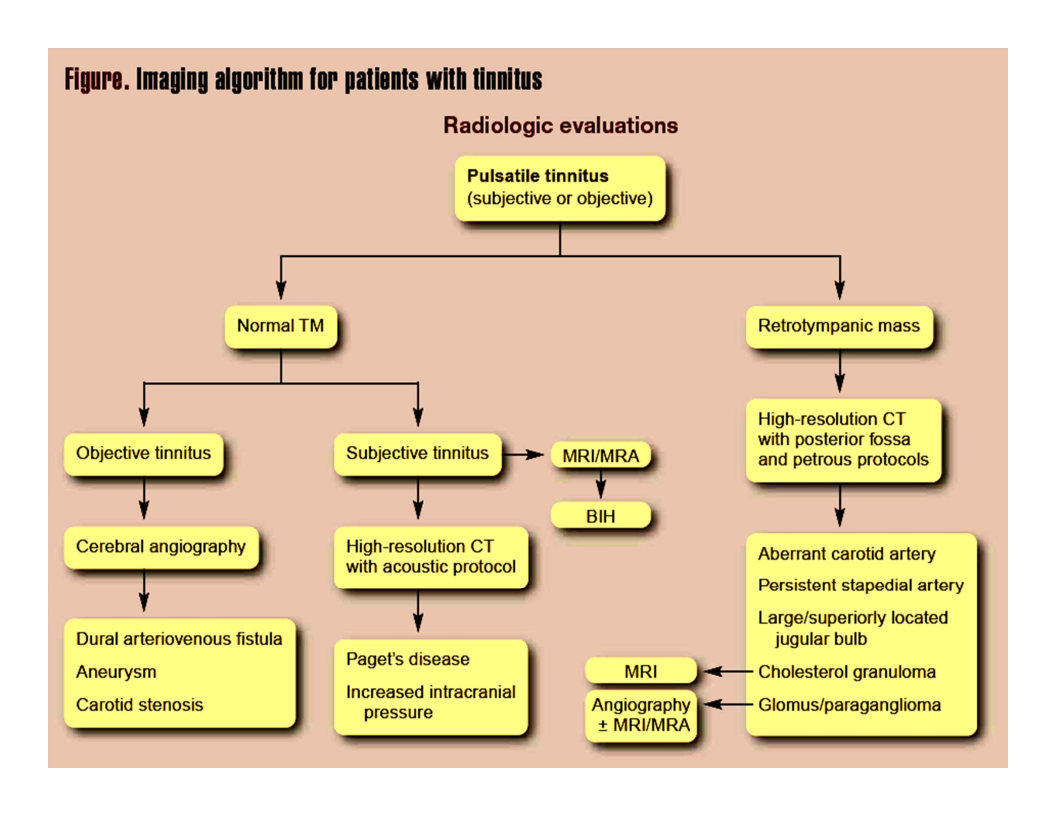 Figure. Imaging algorithm for patients with tinnitus
Radiologic evaluations
Pulsatile tinnitus
(subjective or objective)
Normal TM
Retrotympanic mass
Objective tinnitus
Subjective tinnitus
MRI/MRA
BIH
High-resolution CT
with posterior fossa
and petrous protocols
Cerebral angiography
High-resolution CT
with acoustic protocol
Dural arteriovenous fistula
Aneurysm
Carotid stenosis
Paget's disease
Increased intracranial
pressure
Aberrant carotid artery
Persistent stapedial artery
Large/superiorly located
jugular bulb
Cholesterol granuloma
Glomus/paraganglioma
MRI
Angiography
± MRI/MRA